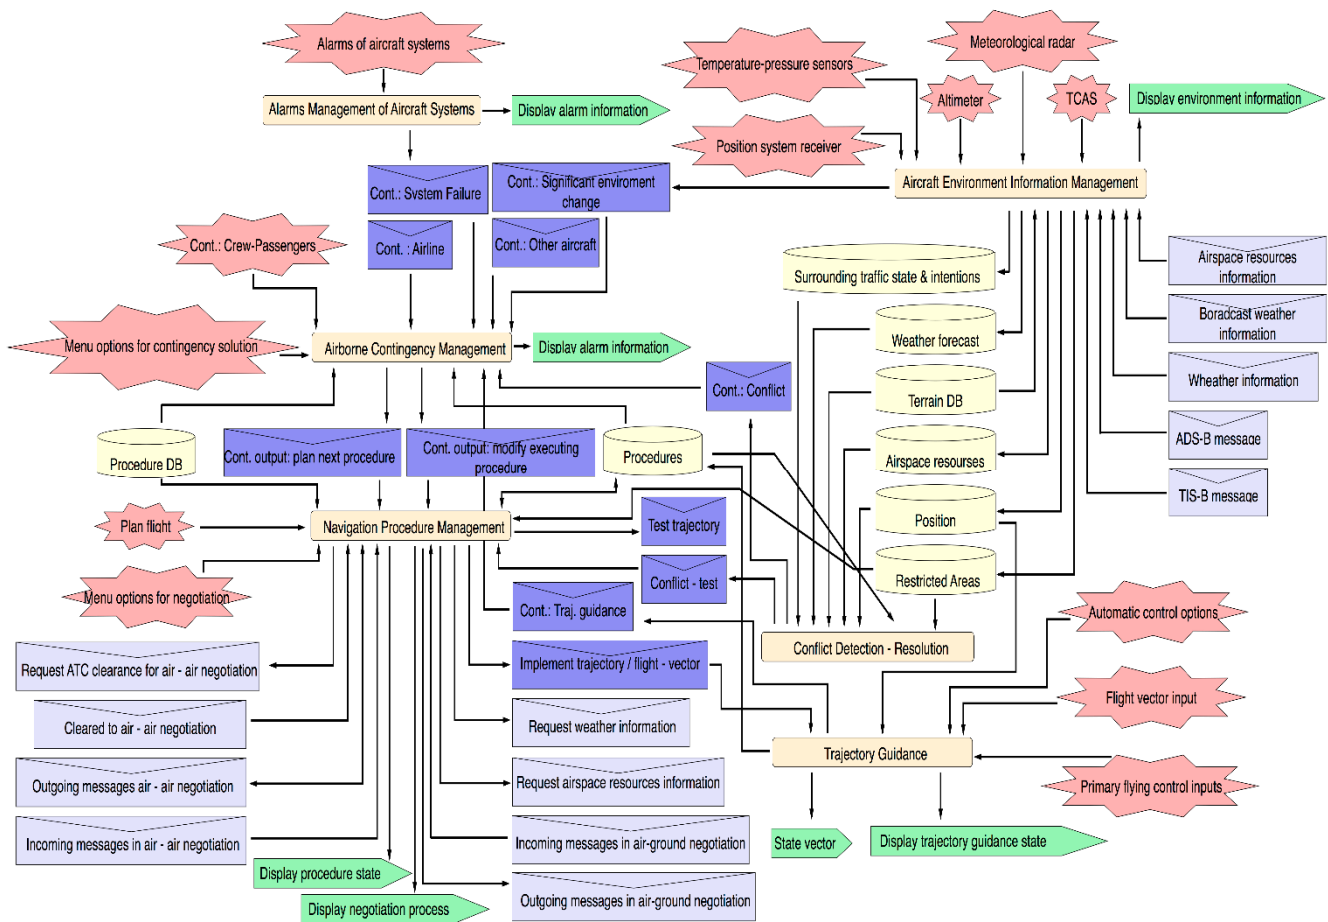 Alarms of aircraft systems
Meteorological radar
Temperature-pressure sensors
Altimeter
TCAS
Display environment information
Alarms Management of Aircraft Systems
Display alarm information
Position system receiver
Cont.: System Failure
Cont.: Significant enviroment
change
Aircraft Environment Information Management
Cont.: Crew-Passengers
Cont. : Airline
Cont.: Other aircraft
Surrounding traffic state & intentions
Airspace resources
information
Boradcast weather
information
Menu options for contingency solution
Airborne Contingency Management
Display alarm information
Weather forecast
Cont.: Conflict
Wheather information
Terrain DB
ADS-B message
Procedure DB
Cont. output: plan next procedure
Cont. output: modify executing
procedure
Procedures
Airspace resourses
TIS-B message
Plan flight
Navigation Procedure Management
Test trajectory
Position
Conflict - test
Restricted Areas
Menu options for negotiation
Cont.: Traj. guidance
Automatic control options
Request ATC clearance for air - air negotiation
Implement trajectory / flight - vector
Conflict Detection - Resolution
Flight vector input
Cleared to air - air negotiation
Request weather information
Trajectory Guidance
Outgoing messages air - air negotiation
Request airspace resources information
Primary flying control inputs
Incoming messages in air - air negotiation
Incoming messages in air-ground negotiation
State vector
Display trajectory guidance state
Display procedure state
Display negotiation process
Outgoing messages in air-ground negotiation